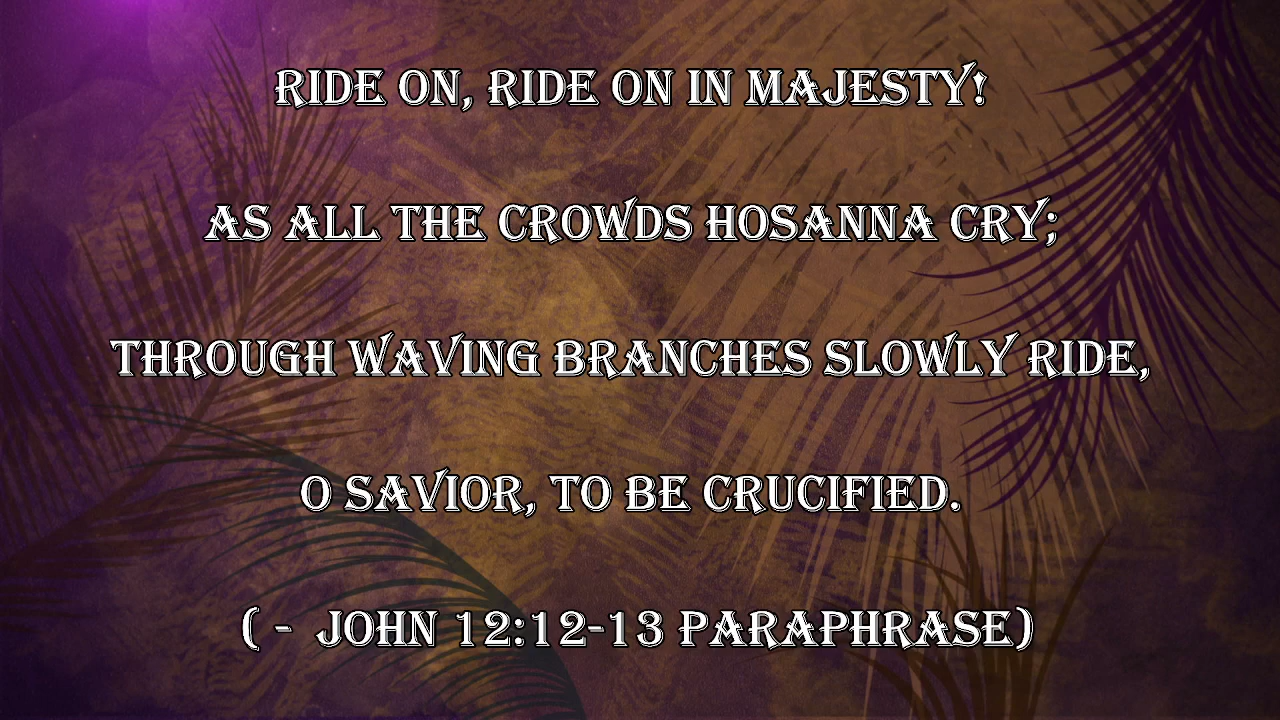 RIDE ON, RIDE ON IN MAJESTY!
AS ALL THE CROWDS HOSANNA CRY;
THROUGH WAVING BRANCHES SLOWLY RIDE,
O SAVIOR, TO BE CRUCIFIED.
( - JOHN 12:12-13 PARAPHRASE)